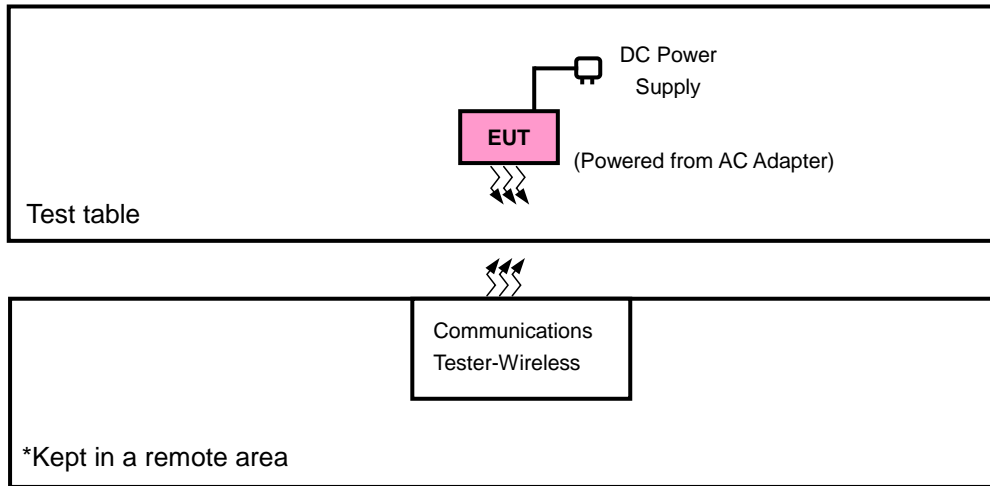 DC Power
Supply
EUT
(Powered from AC Adapter)
Test table
Communications
Tester-Wireless
*Kept in a remote area